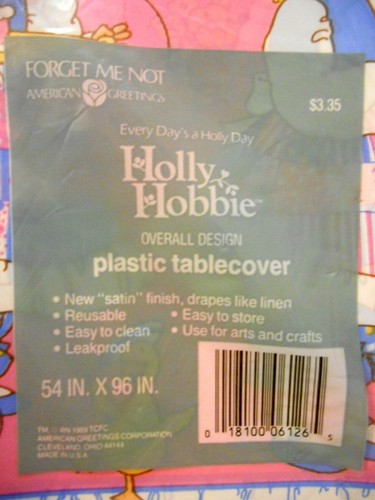 FORGET ME NOT
AMERICAN GREETINGS
$3.35
Every Day's a Holly Day
Holly
Hobbie™
OVERALL DESIGN
plastic tablecover
• New "satin" finish, drapes like linen
• Reusable • Easy to store
• Easy to clean • Use for arts and crafts
• Leakproof
54 IN. X 96 IN.
TCFC
AMERICAN GREETINGS CORPORATION
CLEVELAND, OHIO 44144
MADE IN U.S.A.
0 18100 06126 5